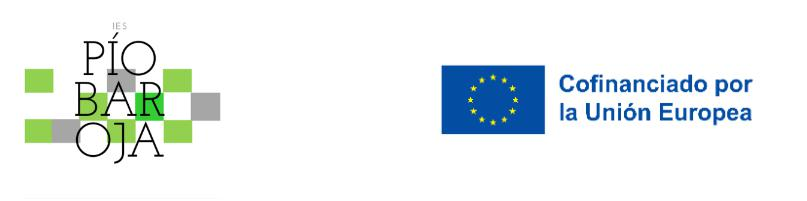 IES
PÍO
BAR
OJA
Cofinanciado por
la Unión Europea